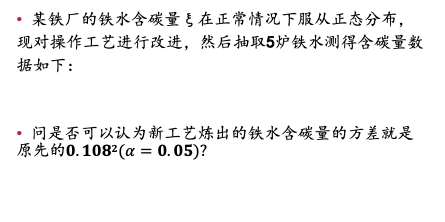 • 某铁厂的铁水含碳量 ξ 在正常情况下服从正态分布，
现对操作工艺进行改进，然后抽取5炉铁水测得含碳量数
据如下：
• 问是否可以认为新工艺炼出的铁水含碳量的方差就是
原先的0.108²(α = 0.05)?